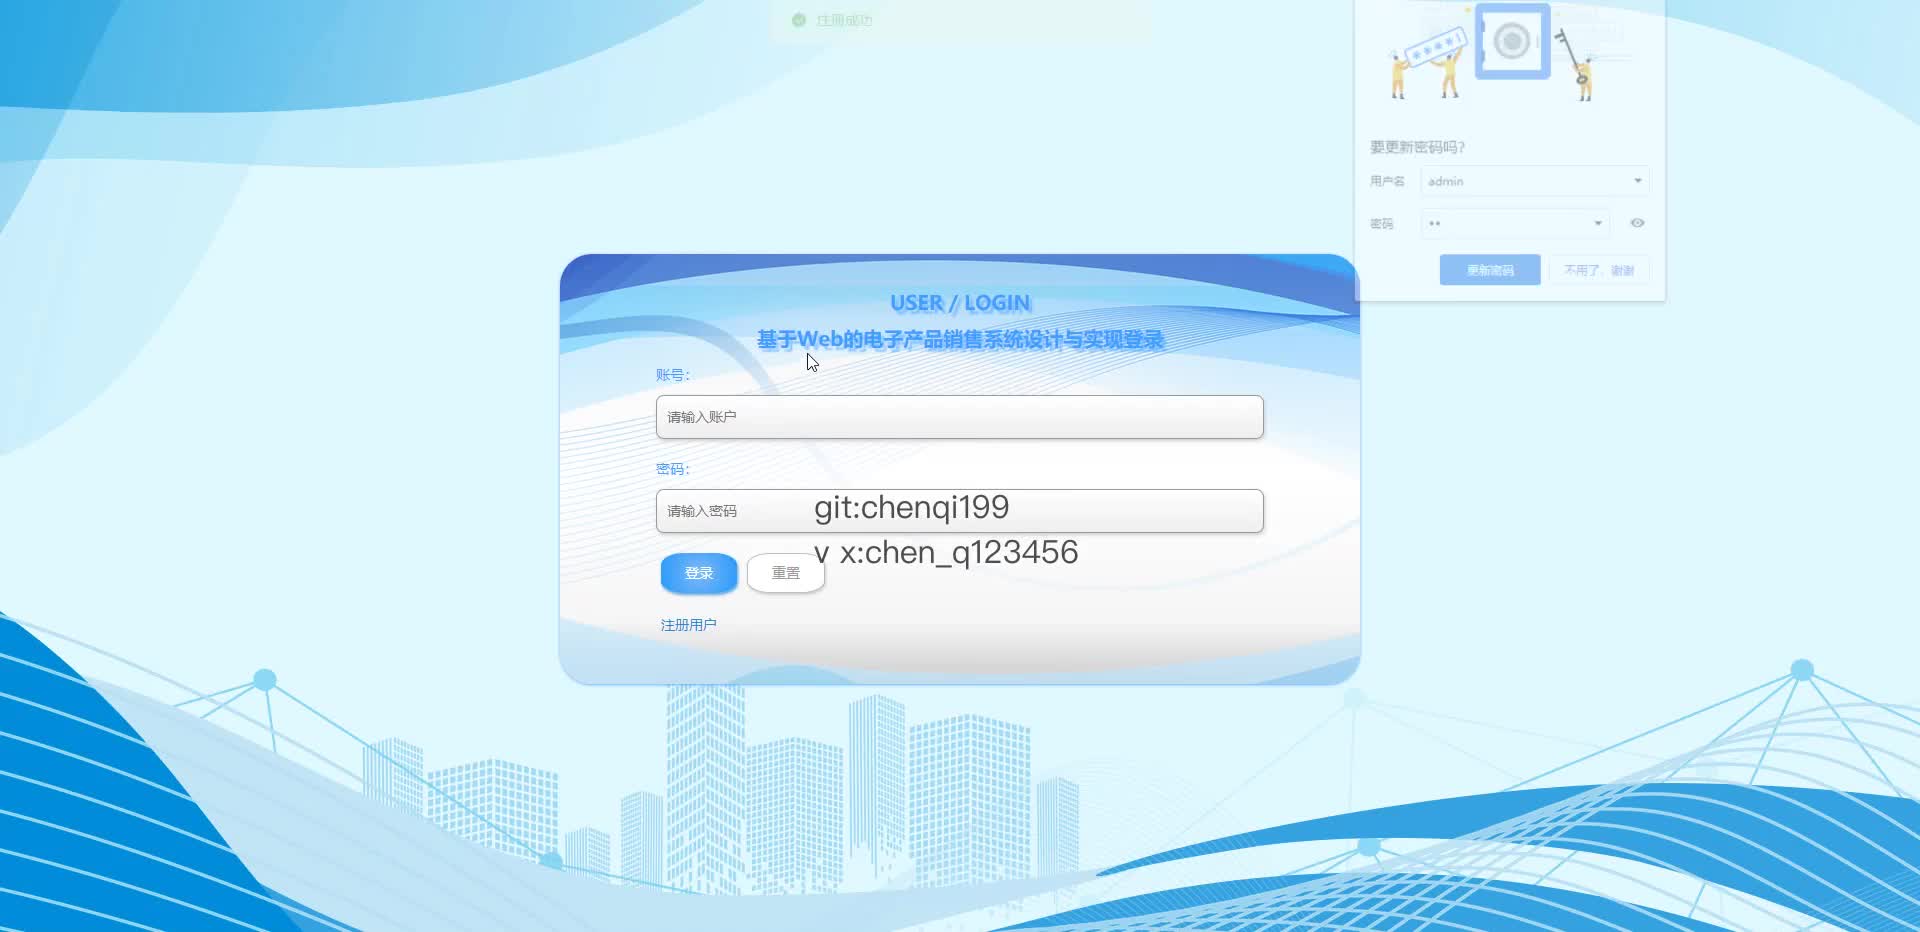 注册成功
要更新密码吗?
用户名 admin
密码 ••
更新密码 不用了，谢谢
USER / LOGIN
基于Web的电子产品销售系统设计与实现登录
账号：
请输入账户
密码：
请输入密码
git:chenqi199
v x:chen_q123456
登录 重置
注册用户